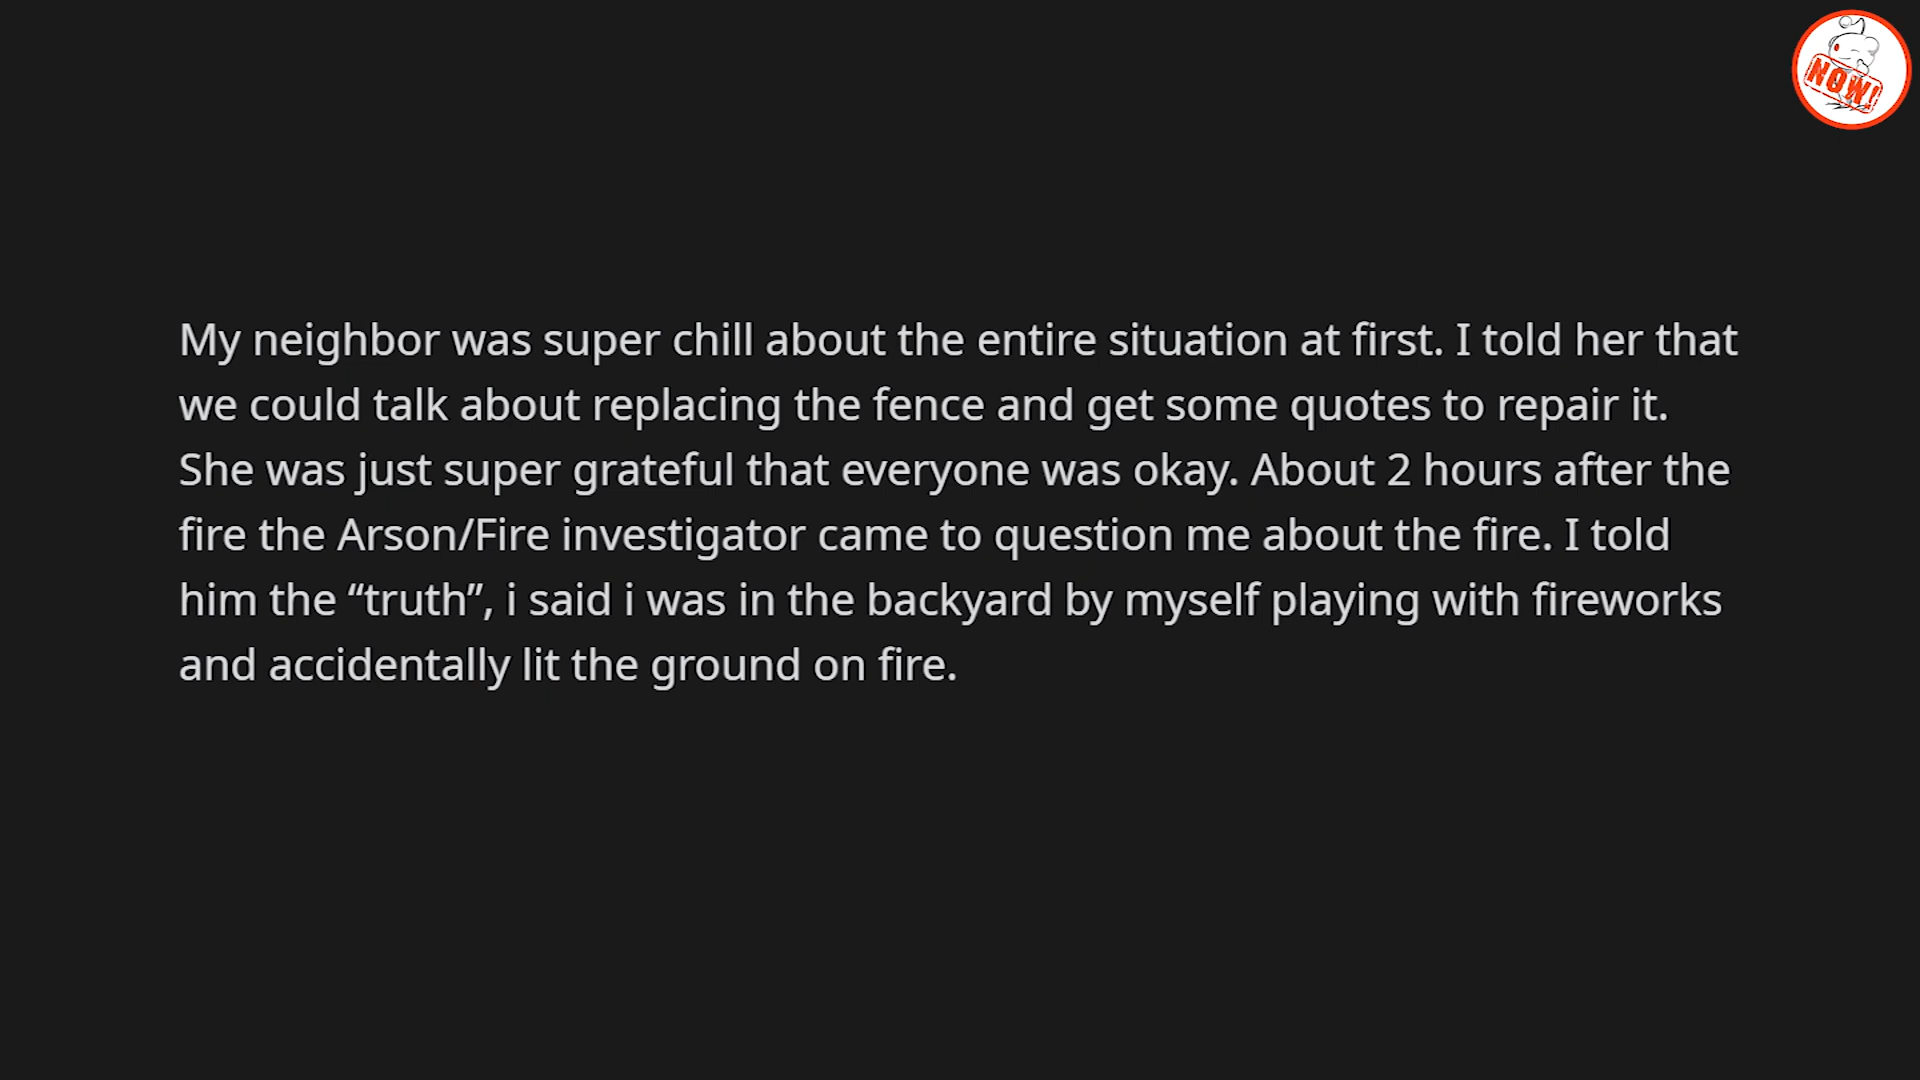 NOW!
My neighbor was super chill about the entire situation at first. I told her that
we could talk about replacing the fence and get some quotes to repair it.
She was just super grateful that everyone was okay. About 2 hours after the
fire the Arson/Fire investigator came to question me about the fire. I told
him the “truth”, i said i was in the backyard by myself playing with fireworks
and accidentally lit the ground on fire.